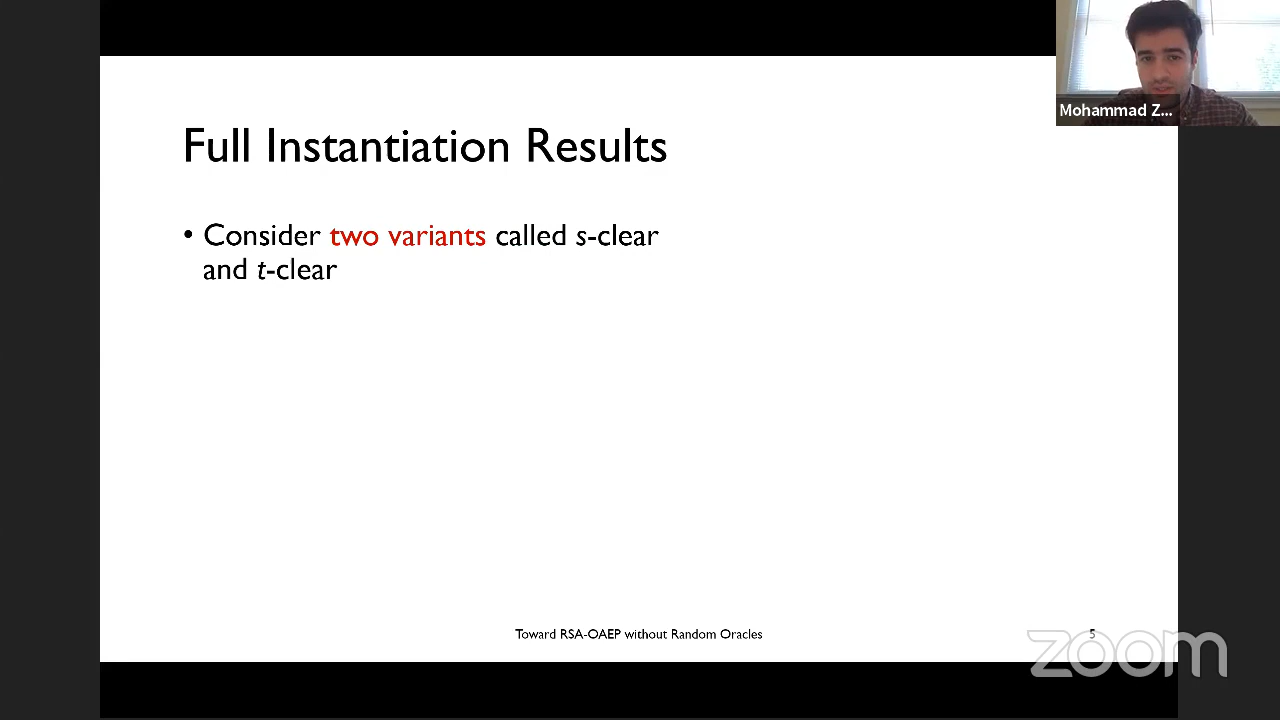 Mohammad Z...
Full Instantiation Results
• Consider two variants called s-clear
and t-clear
Toward RSA-OAEP without Random Oracles
5
zoom